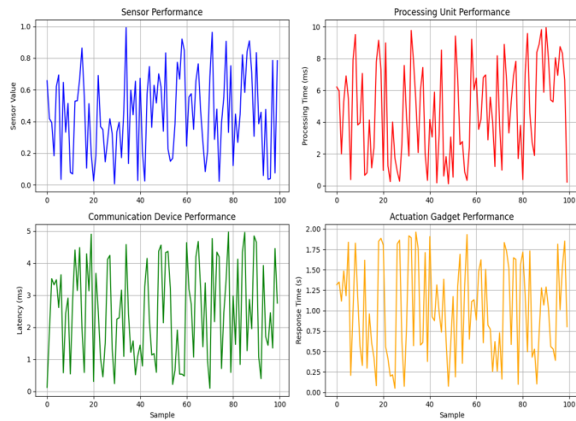 Sensor Performance
Sensor Value
1.0
0.8
0.6
0.4
0.2
0.0
0 20 40 60 80 100
Processing Unit Performance
Processing Time (ms)
10
8
6
4
2
0
0 20 40 60 80 100
Communication Device Performance
Latency (ms)
5
4
3
2
1
0
0 20 40 60 80 100
Sample
Actuation Gadget Performance
Response Time (s)
2.00
1.75
1.50
1.25
1.00
0.75
0.50
0.25
0.00
0 20 40 60 80 100
Sample